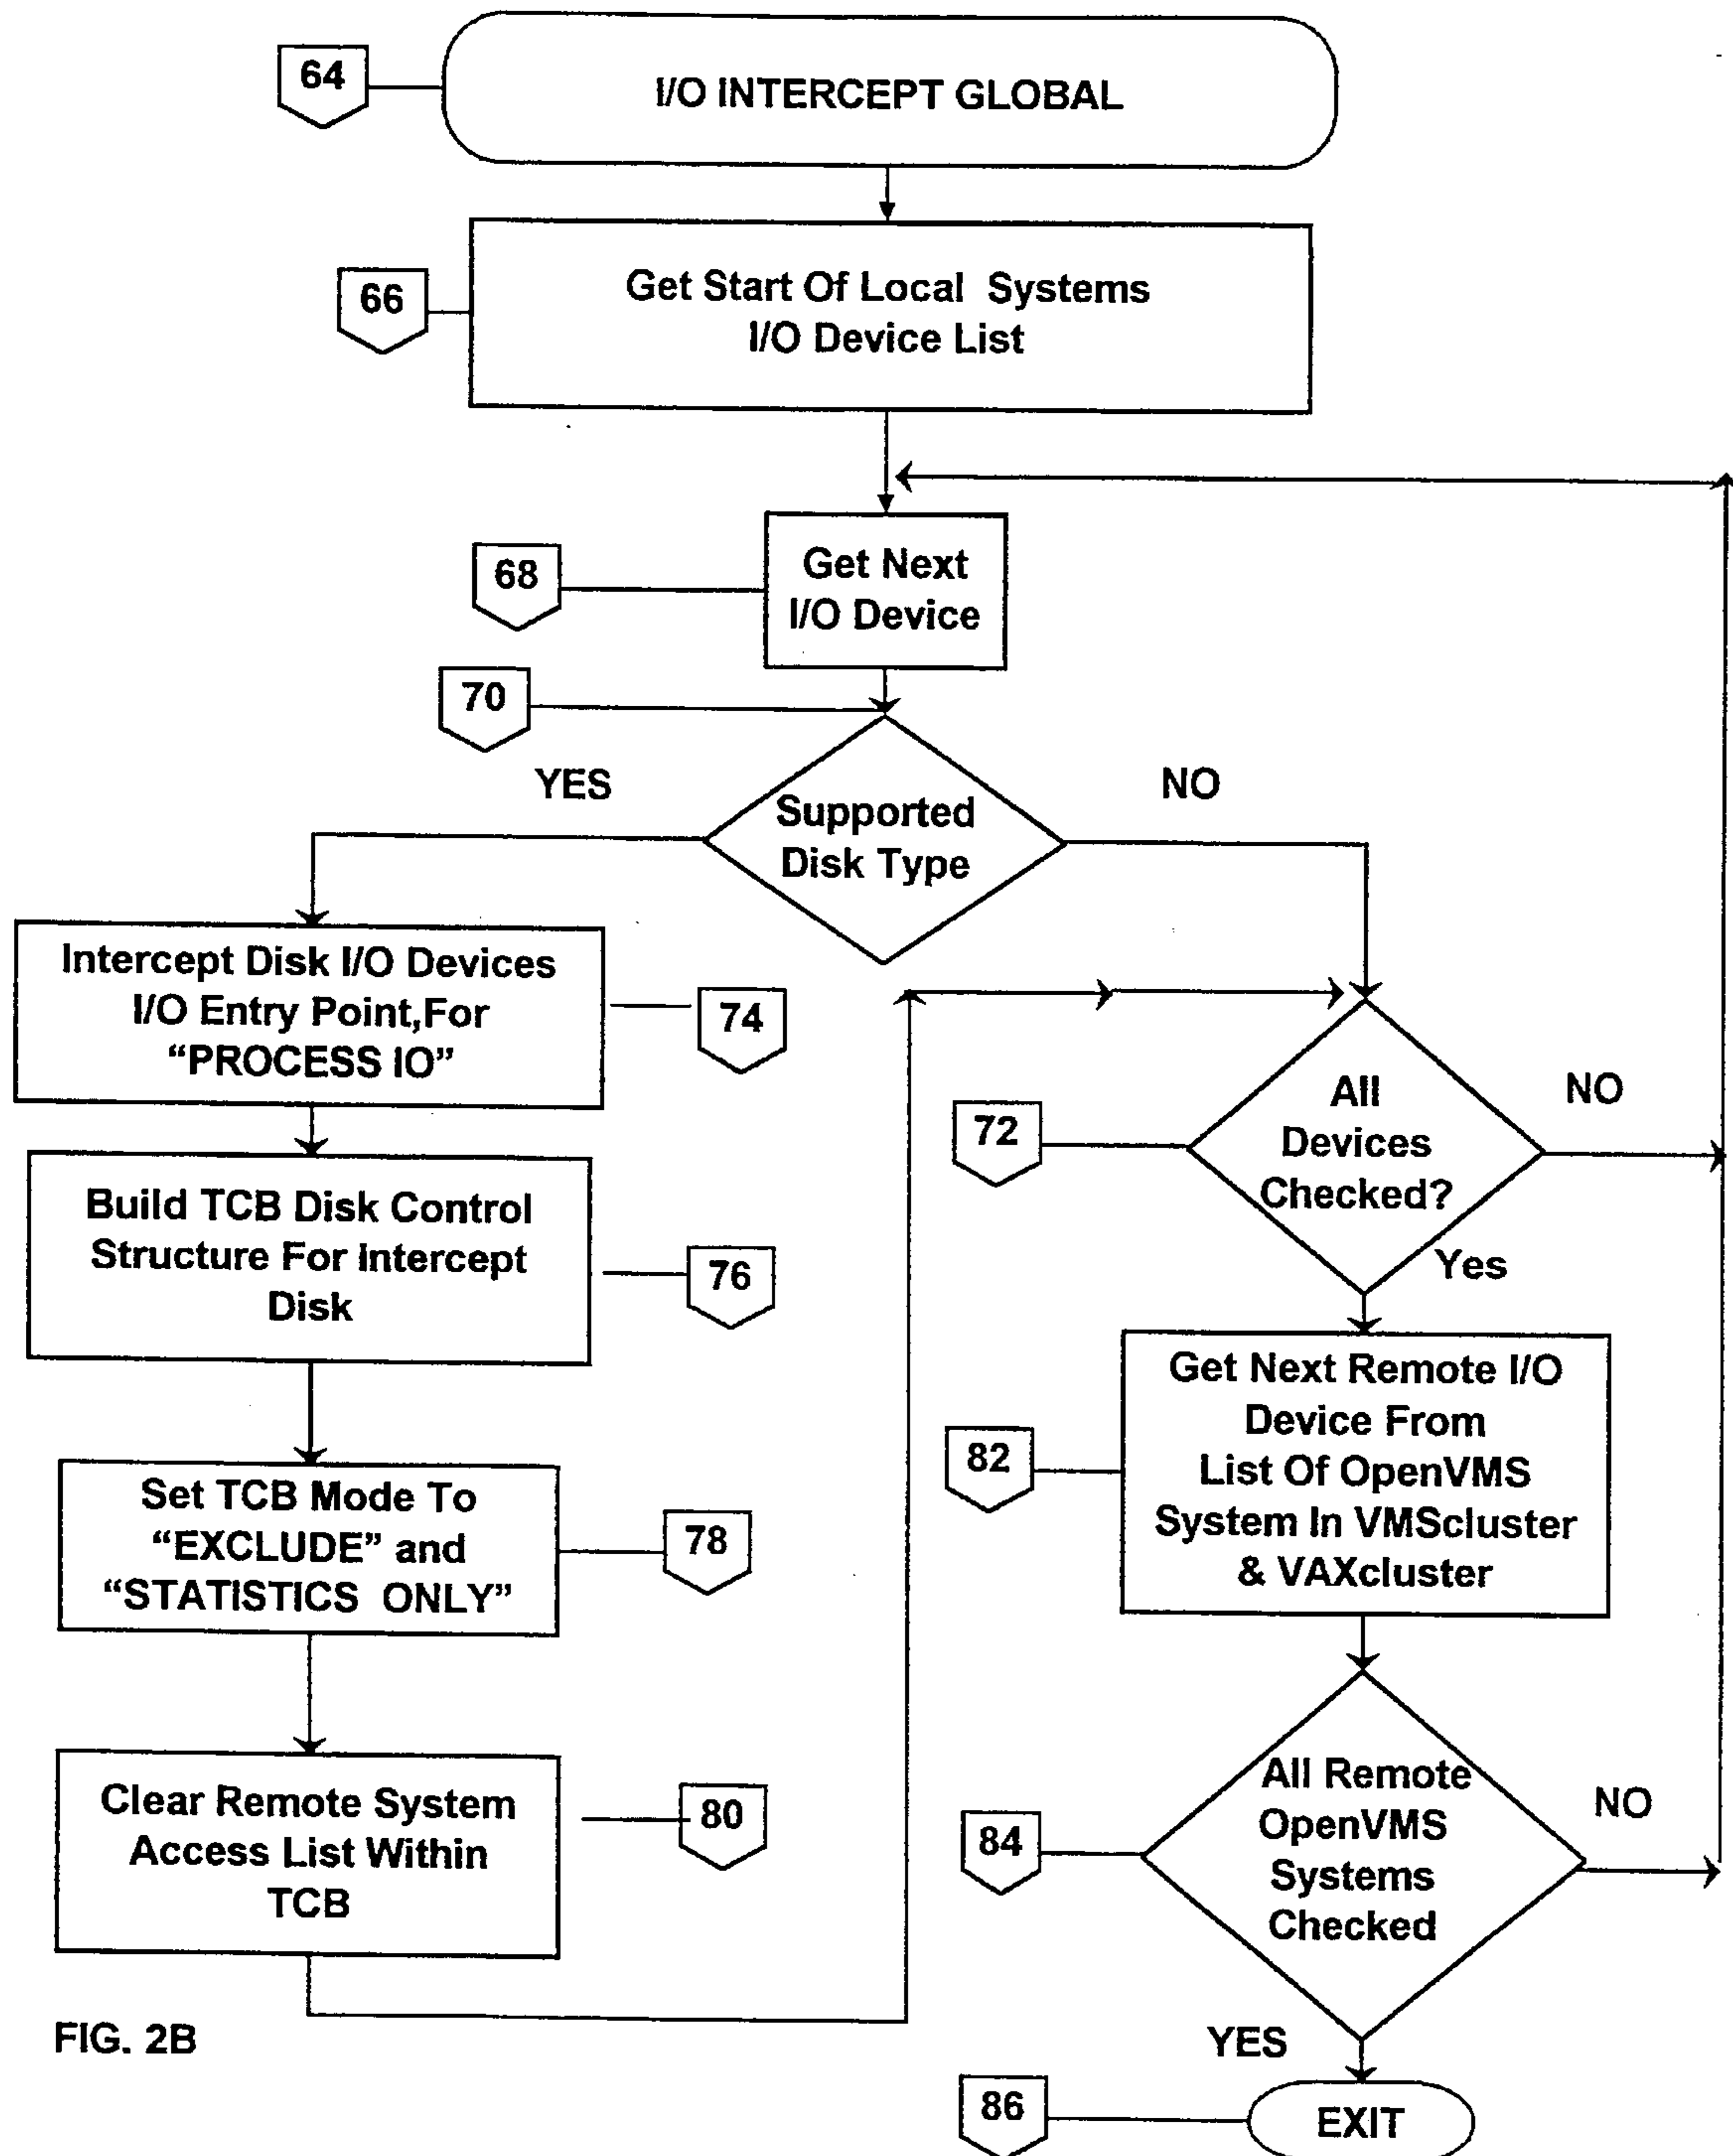 64
I/O INTERCEPT GLOBAL
66
Get Start Of Local Systems
I/O Device List
68
Get Next
I/O Device
70
YES
NO
Supported
Disk Type
Intercept Disk I/O Devices
I/O Entry Point,For
“PROCESS IO”
74
All
Devices
Checked?
NO
72
Yes
Build TCB Disk Control
Structure For Intercept
Disk
76
Get Next Remote I/O
Device From
List Of OpenVMS
System In VMScluster
& VAXcluster
82
Set TCB Mode To
“EXCLUDE” and
“STATISTICS ONLY”
78
Clear Remote System
Access List Within
TCB
80
All Remote
OpenVMS
Systems
Checked
NO
84
YES
FIG. 2B
86
EXIT